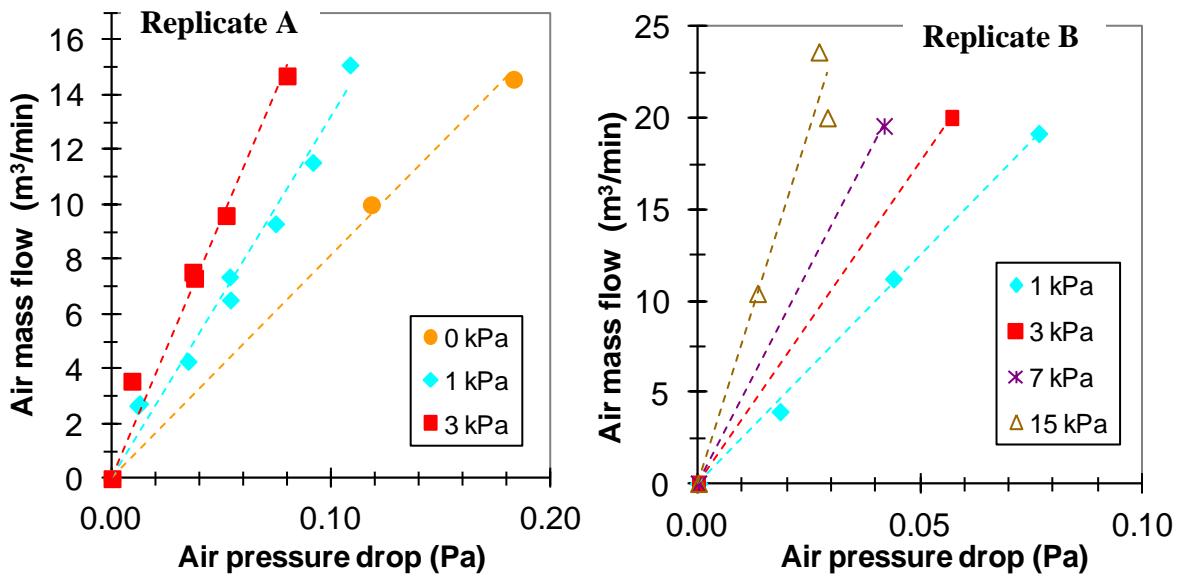 Replicate A
Air mass flow (m³/min)
16
14
12
10
8
6
4
2
0
0.00
0.10
0.20
Air pressure drop (Pa)
0 kPa
1 kPa
3 kPa
Replicate B
Air mass flow (m³/min)
25
20
15
10
5
0
0.00
0.05
0.10
Air pressure drop (Pa)
1 kPa
3 kPa
7 kPa
15 kPa